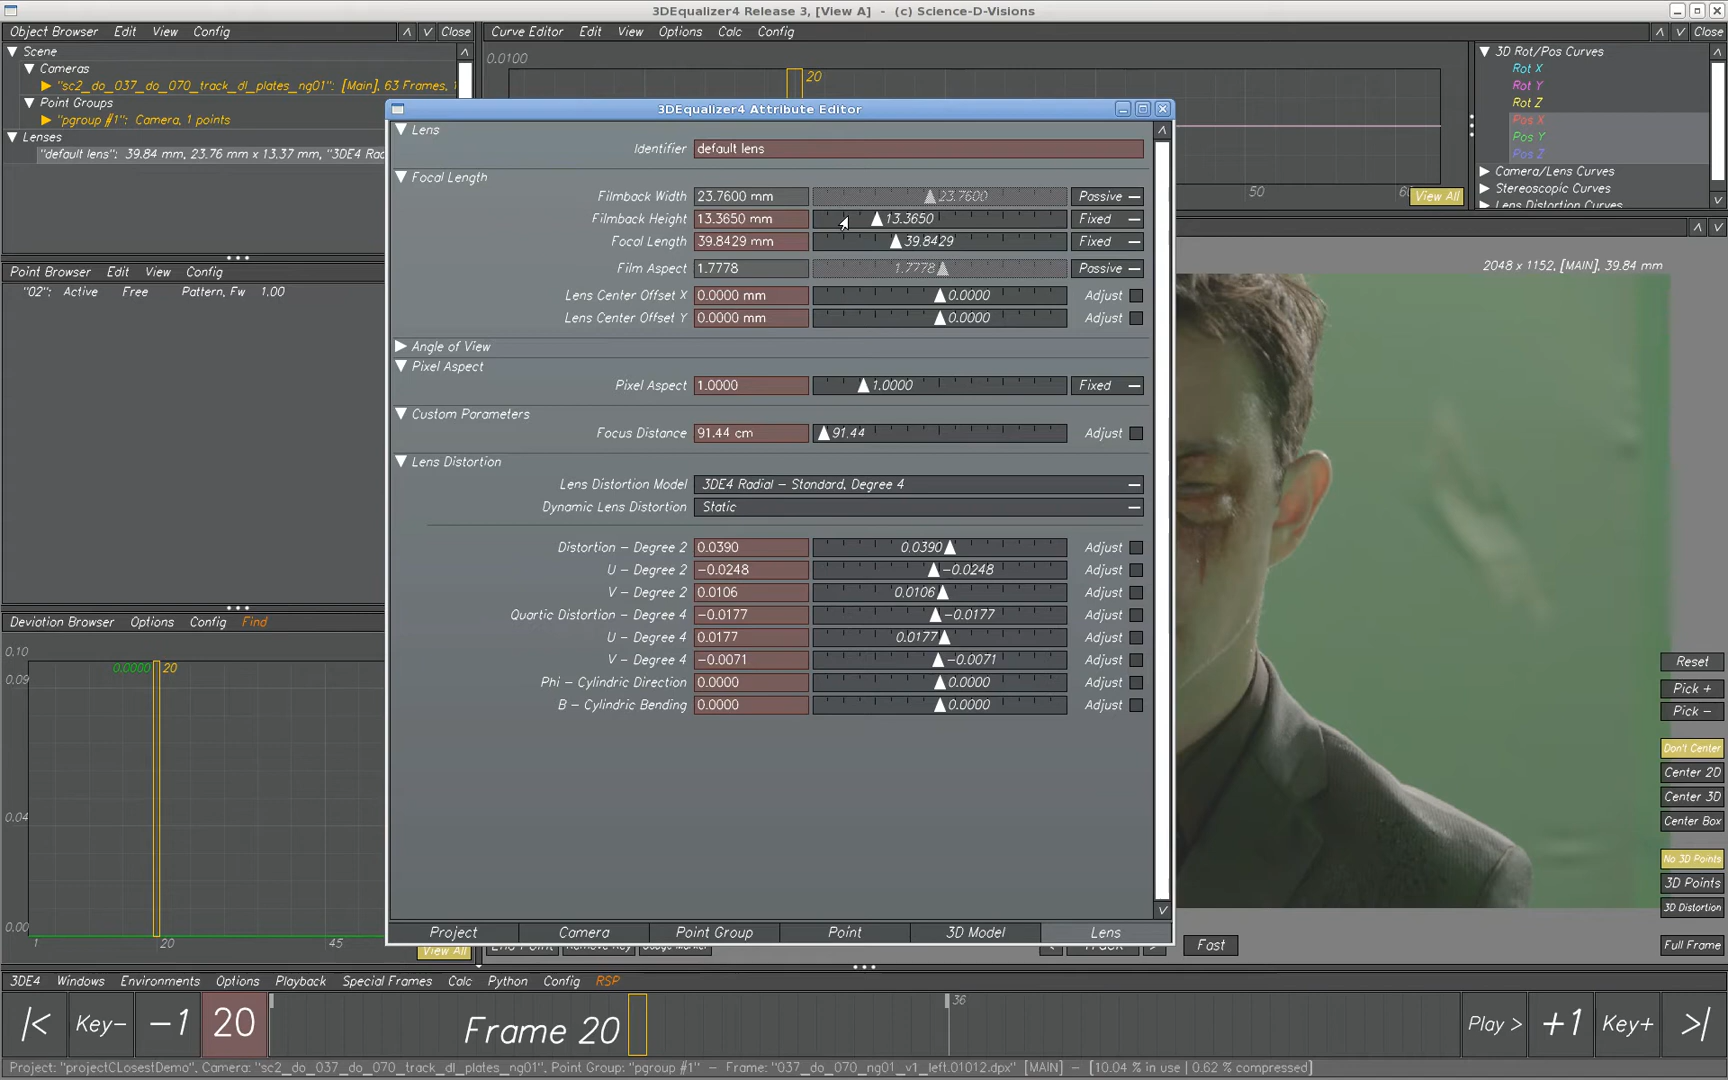 3DEqualizer4 Release 3, [View A]  -  (c) Science-D-Visions
Object Browser Edit View Config Close
Curve Editor Edit View Options Calc Config Close
Scene
Cameras
"sc2_do_037_do_070_track_dl_plates_ng01": [Main], 63 Frames,
Point Groups
"pgroup #1": Camera, 1 points
Lenses
"default lens": 39.84 mm, 23.76 mm x 13.37 mm, "3DE4 Rad
0.0100
20
50
60
View All
3D Rot/Pos Curves
Rot X
Rot Y
Rot Z
Pos X
Pos Y
Pos Z
Camera/Lens Curves
Stereoscopic Curves
Lens Distortion Curves
Point Browser Edit View Config
"02": Active Free Pattern, Fw 1.00
3DEqualizer4 Attribute Editor
Lens
Identifier default lens
Focal Length
Filmback Width 23.7600 mm 23.7600 Passive
Filmback Height 13.3650 mm 13.3650 Fixed
Focal Length 39.8429 mm 39.8429 Fixed
Film Aspect 1.7778 1.7778 Passive
Lens Center Offset X 0.0000 mm 0.0000 Adjust
Lens Center Offset Y 0.0000 mm 0.0000 Adjust
Angle of View
Pixel Aspect
Pixel Aspect 1.0000 1.0000 Fixed
Custom Parameters
Focus Distance 91.44 cm 91.44 Adjust
Lens Distortion
Lens Distortion Model 3DE4 Radial – Standard, Degree 4
Dynamic Lens Distortion Static
Distortion – Degree 2 0.0390 0.0390 Adjust
U – Degree 2 –0.0248 –0.0248 Adjust
V – Degree 2 0.0106 0.0106 Adjust
Quartic Distortion – Degree 4 –0.0177 –0.0177 Adjust
U – Degree 4 0.0177 0.0177 Adjust
V – Degree 4 –0.0071 –0.0071 Adjust
Phi – Cylindric Direction 0.0000 0.0000 Adjust
B – Cylindric Bending 0.0000 0.0000 Adjust
Project Camera Point Group Point 3D Model Lens
2048 x 1152, [MAIN], 39.84 mm
Reset
Pick +
Pick –
Don't Center
Center 2D
Center 3D
Center Box
No 3D Points
3D Points
3D Distortion
Full Frame
Deviation Browser Options Config Find
0.10
0.0000 20
0.09
0.04
0.00
1 20 45
View All
Fast
3DE4 Windows Environments Options Playback Special Frames Calc Python Config RSP
|< Key– –1 20 Frame 20 36 Play > +1 Key+ >|
Project: "projectCLosestDemo", Camera: "sc2_do_037_do_070_track_dl_plates_ng01", Point Group: "pgroup #1" – Frame: "037_do_070_ng01_v1_left.01012.dpx" [MAIN] – [10.04 % in use | 0.62 % compressed]